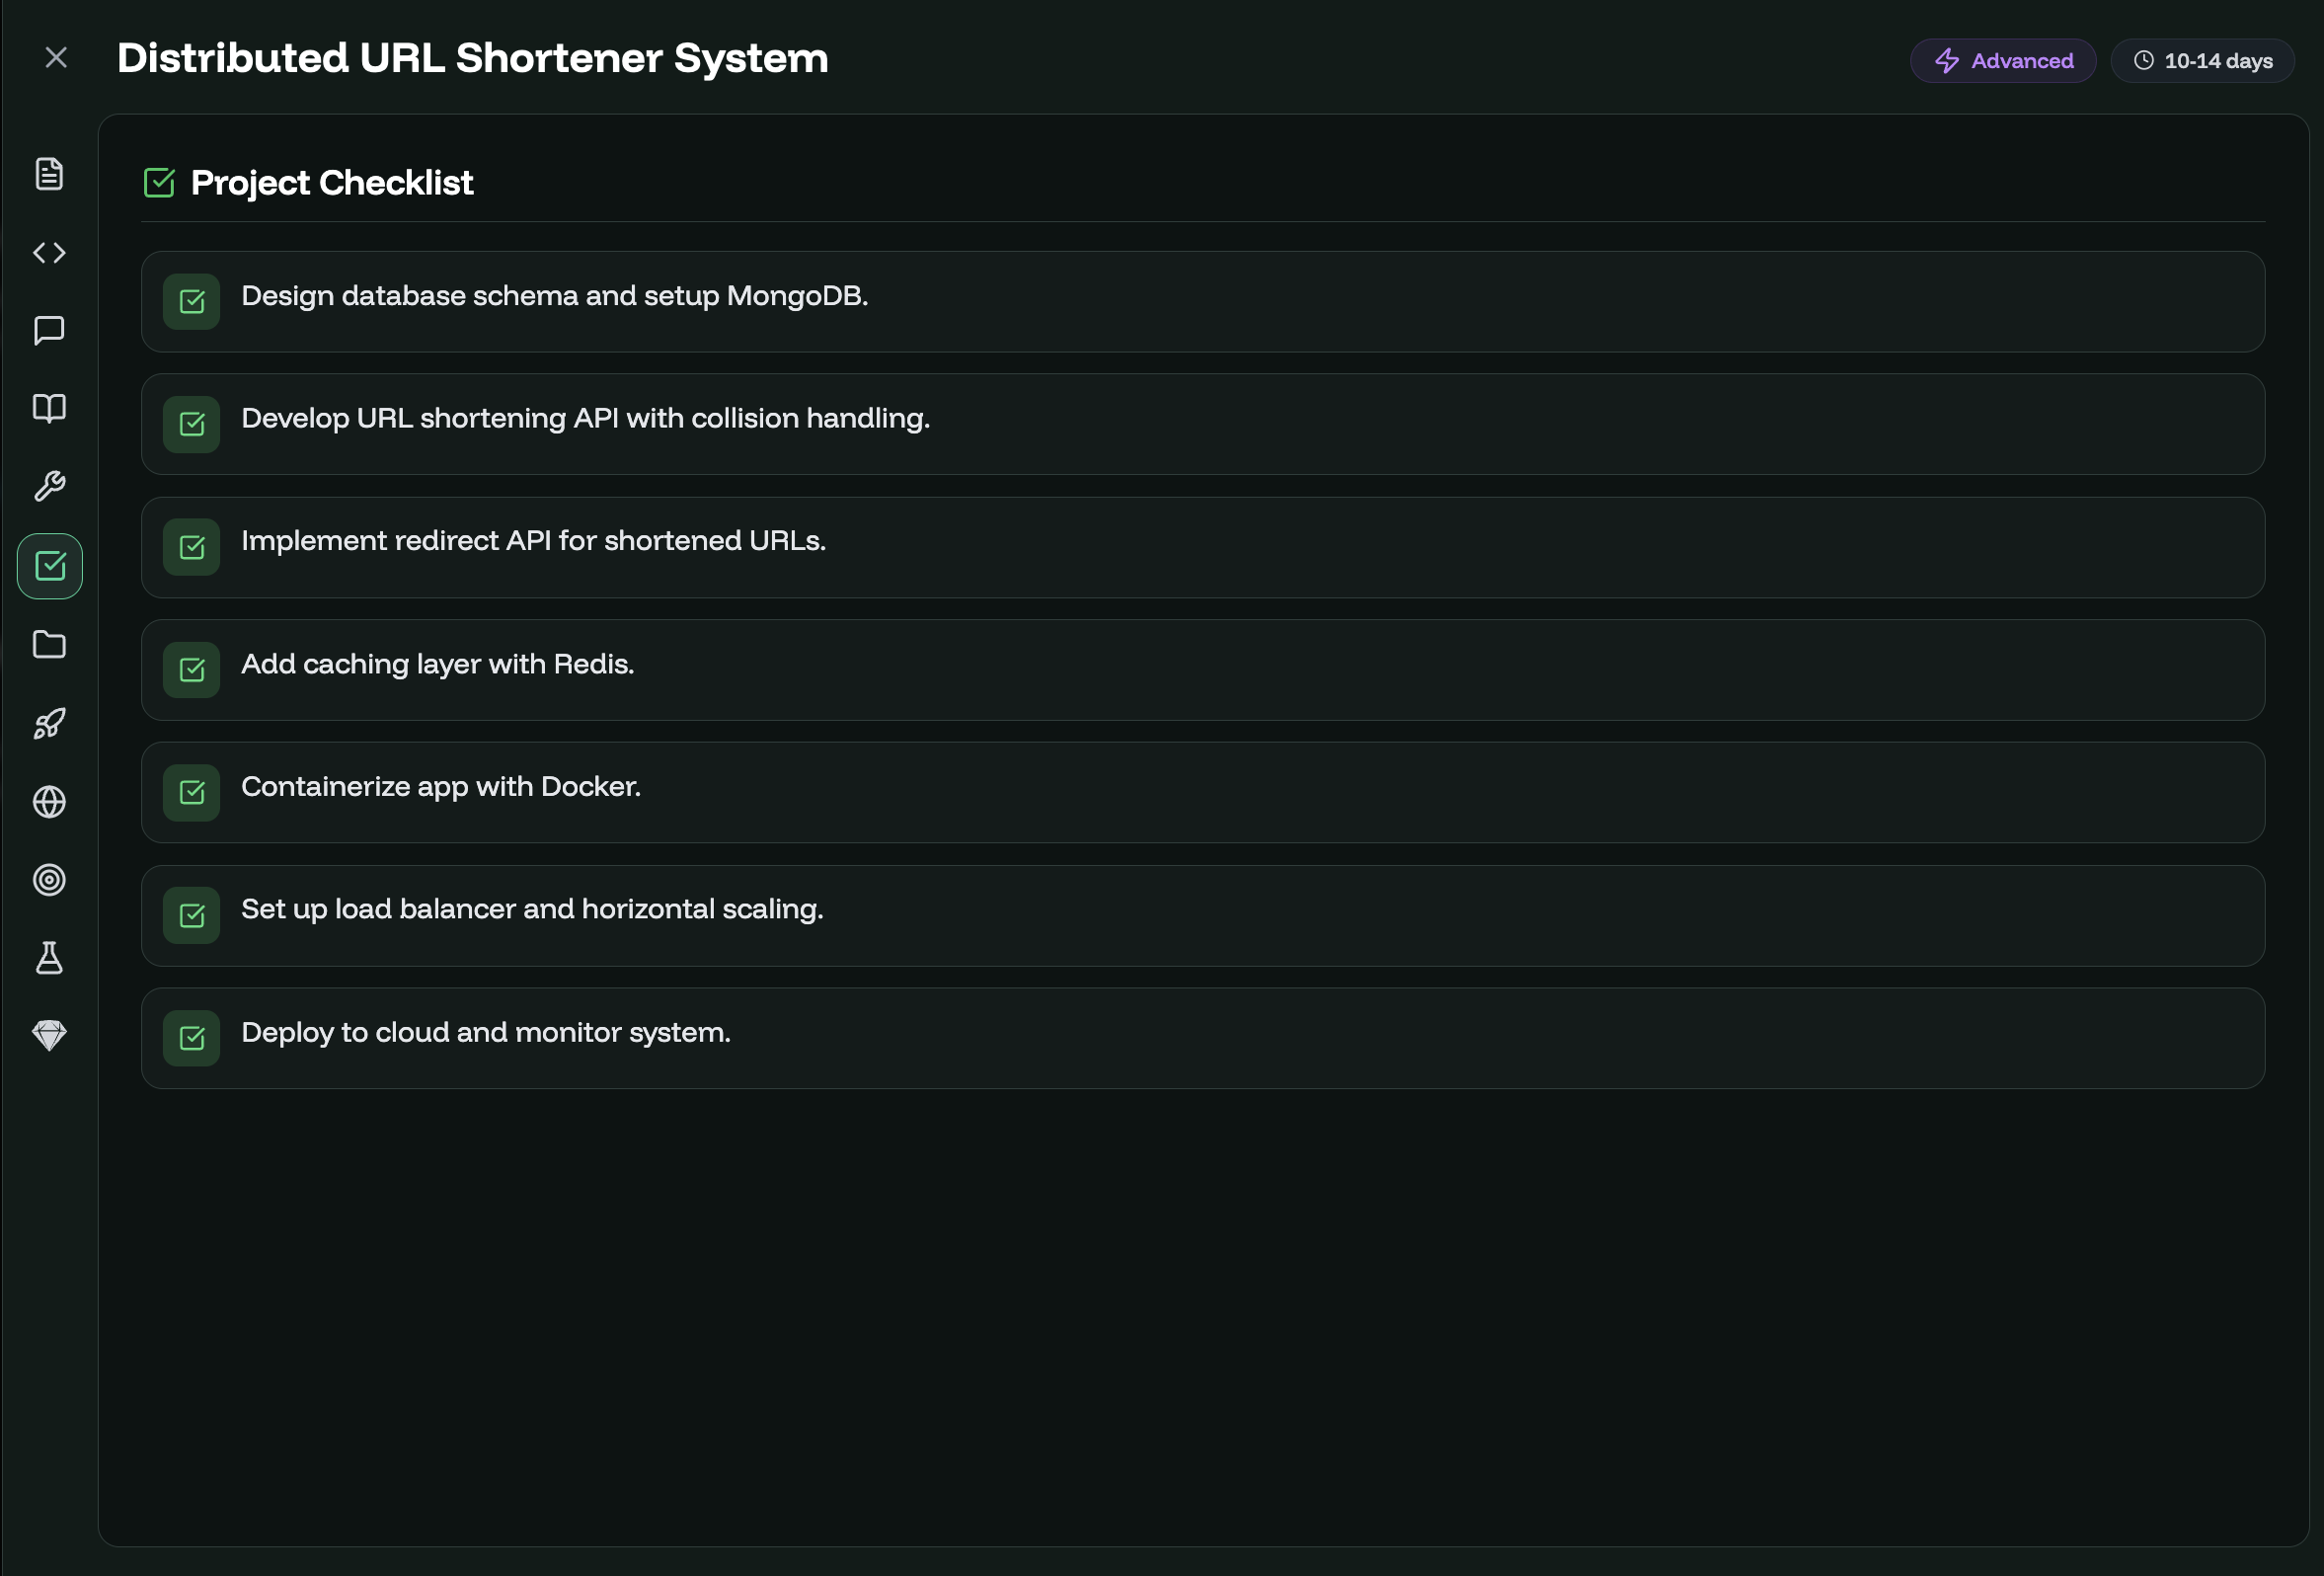 Distributed URL Shortener System
Advanced
10-14 days
Project Checklist
Design database schema and setup MongoDB.
Develop URL shortening API with collision handling.
Implement redirect API for shortened URLs.
Add caching layer with Redis.
Containerize app with Docker.
Set up load balancer and horizontal scaling.
Deploy to cloud and monitor system.